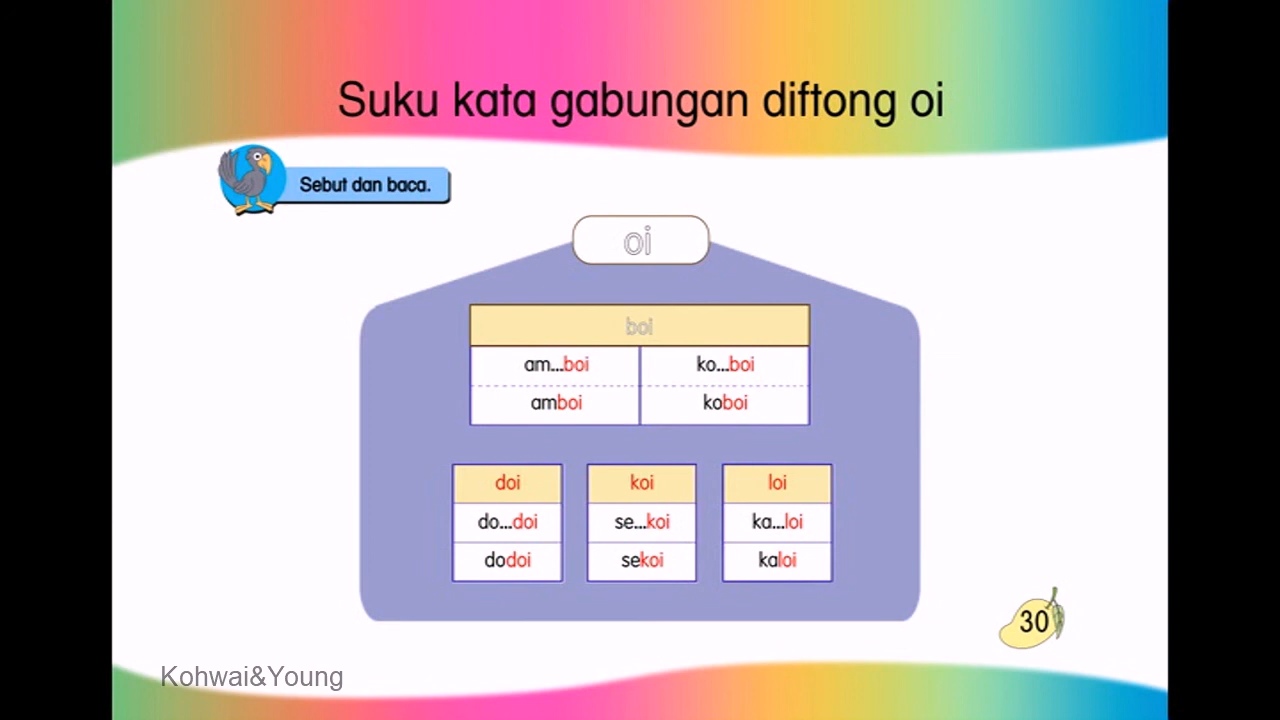 Suku kata gabungan diftong oi
Sebut dan baca.
oi
boi
am...boi ko...boi
amboi koboi
doi koi loi
do...doi se...koi ka...loi
dodoi sekoi kaloi
30
Kohwai&Young